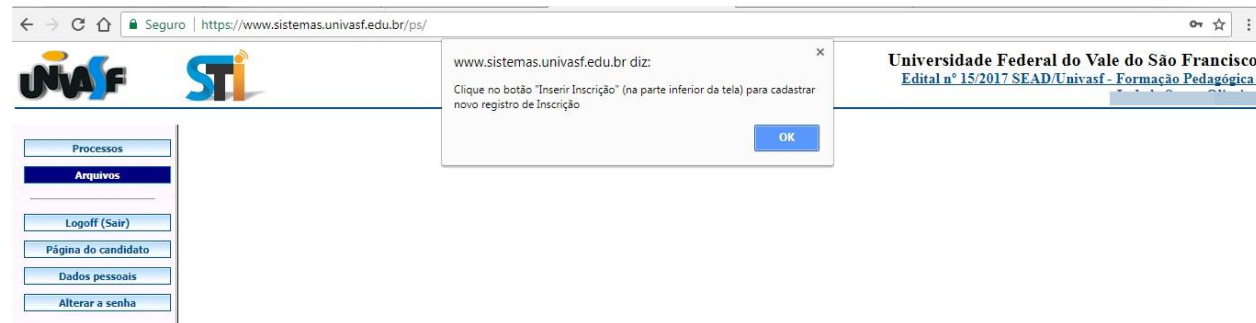 Seguro | https://www.sistemas.univasf.edu.br/ps/
UNIVASF
STI
www.sistemas.univasf.edu.br diz:
Clique no botão "Inserir Inscrição" (na parte inferior da tela) para cadastrar
novo registro de Inscrição
OK
Universidade Federal do Vale do São Francisco
Edital nº 15/2017 SEAD/Univasf - Formação Pedagógica
Processos
Arquivos
Logoff (Sair)
Página do candidato
Dados pessoais
Alterar a senha